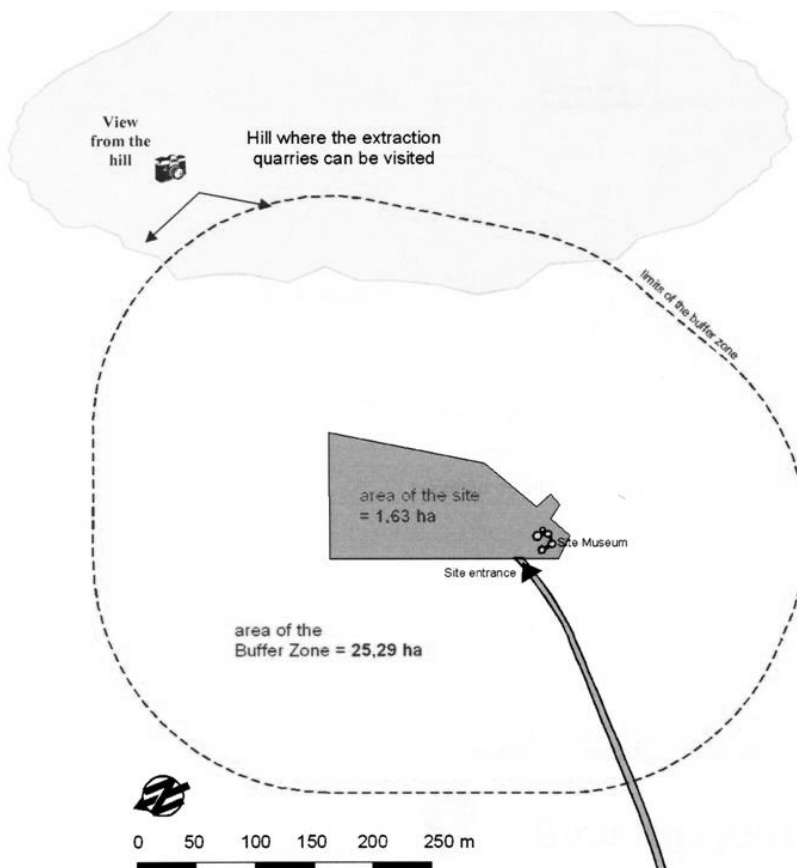 View
from the
hill
Hill where the extraction
quarries can be visited
limits of the buffer zone
area of the site
= 1,63 ha
Site Museum
Site entrance
area of the
Buffer Zone = 25,29 ha
0 50 100 150 200 250 m